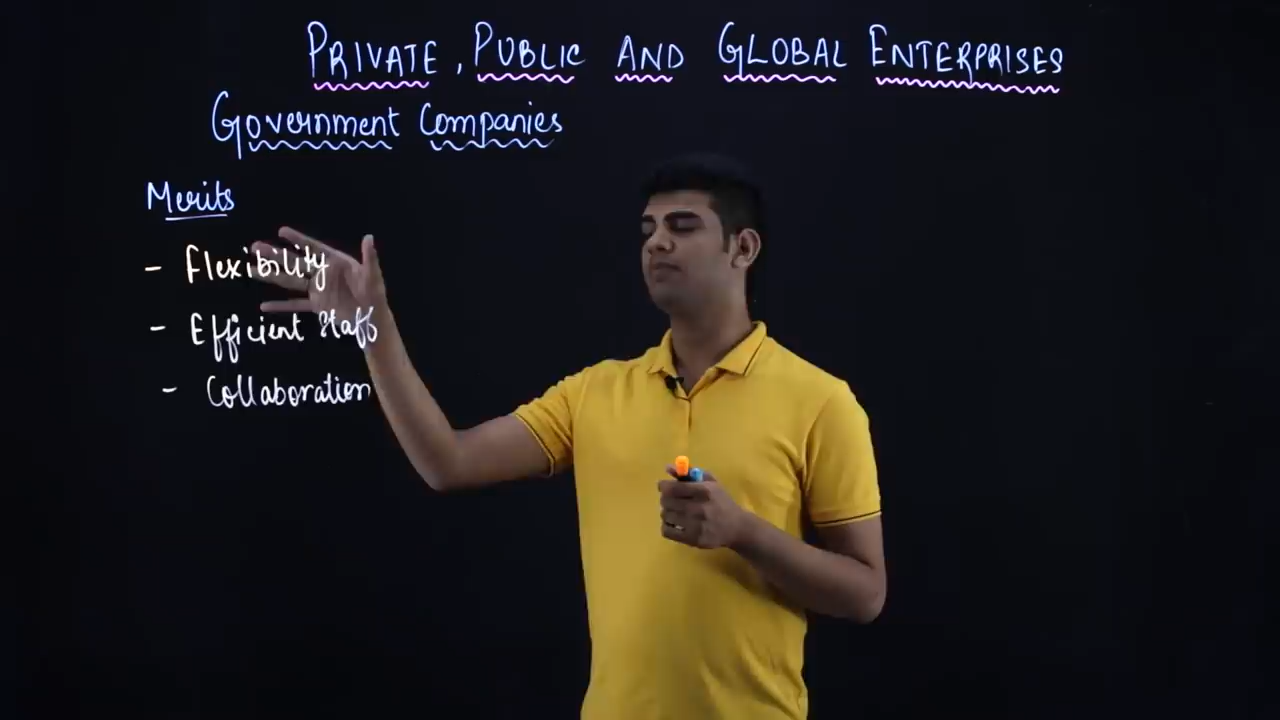 PRIVATE, PUBLIC AND GLOBAL ENTERPRISES
Government Companies
Merits
- Flexibility
- Efficient Staff
- Collaboration